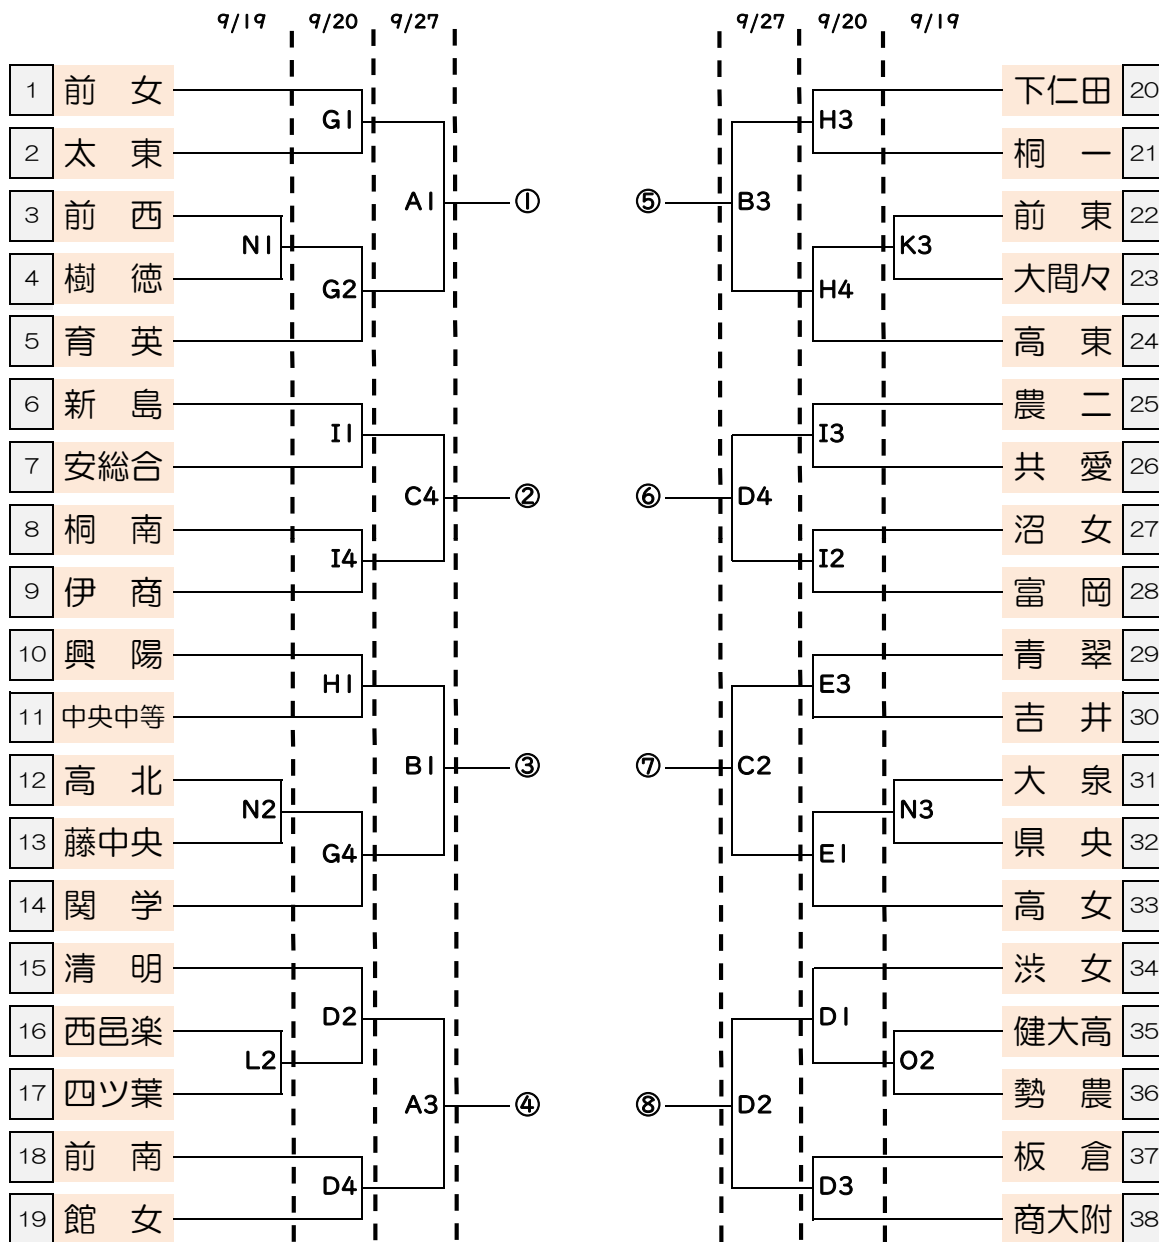 9/19 9/20 9/27 9/27 9/20 9/19
1 前 女 下仁田 20
G1 H3
2 太 東 桐 一 21
A1 ① ⑤ B3
3 前 西 前 東 22
N1 K3
4 樹 徳 大間々 23
G2 H4
5 育 英 高 東 24
6 新 島 農 二 25
I1 I3
7 安総合 共 愛 26
C4 ② ⑥ D4
8 桐 南 沼 女 27
I4 I2
9 伊 商 富 岡 28
10 興 陽 青 翠 29
H1 E3
11 中央中等 吉 井 30
B1 ③ ⑦ C2
12 高 北 大 泉 31
N2 N3
13 藤中央 県 央 32
G4 E1
14 関 学 高 女 33
15 清 明 渋 女 34
D2 D1
16 西邑楽 健大高 35
L2 O2
17 四ツ葉 勢 農 36
A3 ④ ⑧ D2
18 前 南 板 倉 37
D4 D3
19 館 女 商大附 38